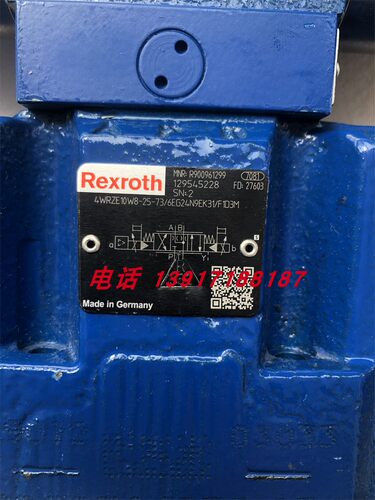 Rexroth
MNR: R900961299 7081
129545228 FD: 27603
SN: 2
4WRZE10W8-25-73/6EG24N9EK31/F1D3M
A B
a b
P T Y
电话 13917188187
Made in Germany